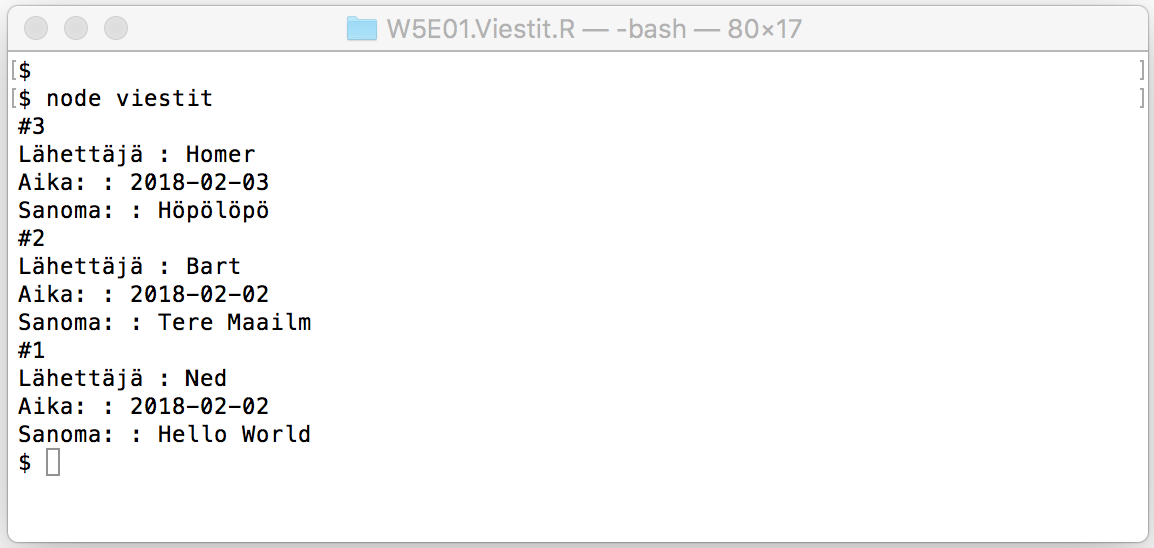 W5E01.Viestit.R — -bash — 80×17
[$ ]
[$ node viestit ]
#3
Lähettäjä : Homer
Aika: : 2018-02-03
Sanoma: : Höpölöpö
#2
Lähettäjä : Bart
Aika: : 2018-02-02
Sanoma: : Tere Maailm
#1
Lähettäjä : Ned
Aika: : 2018-02-02
Sanoma: : Hello World
$